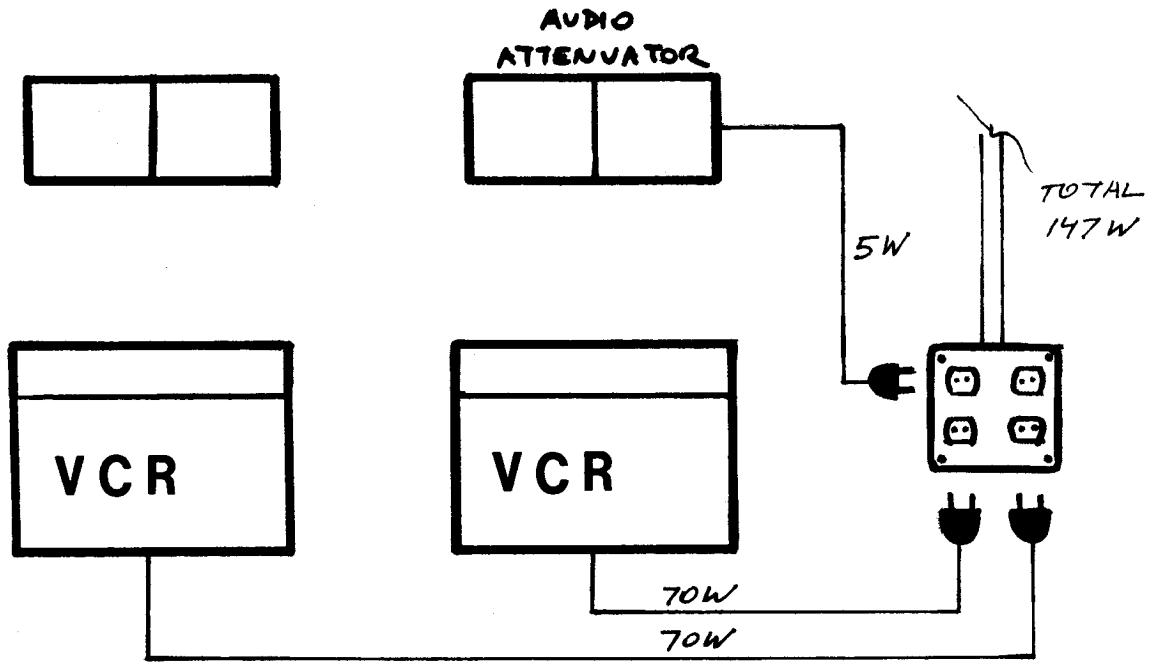 AUDIO
ATTENUATOR
TOTAL
147W
5W
VCR
VCR
70W
70W